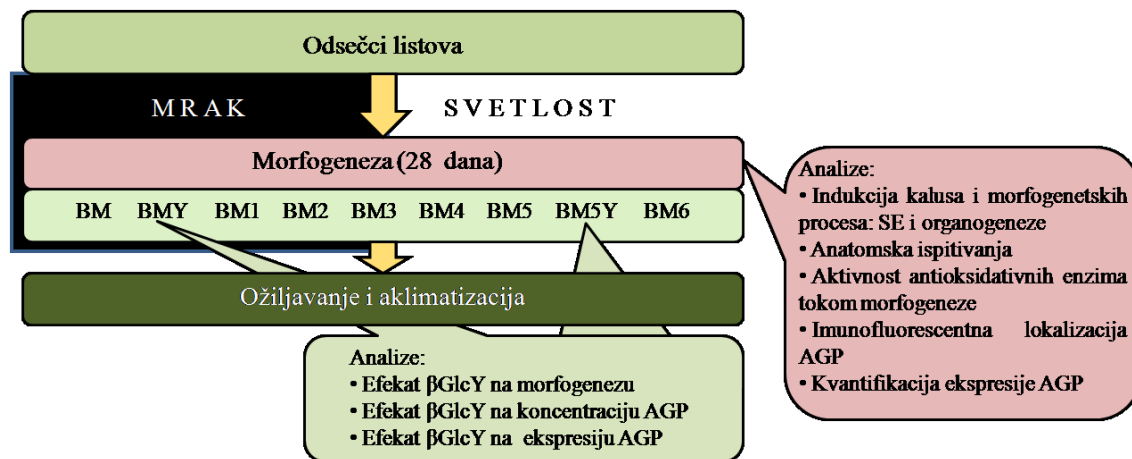 Odsečci listova
MRAK
SVETLOST
Morfogeneza (28 dana)
BM BMY BM1 BM2 BM3 BM4 BM5 BM5Y BM6
Ožiljavanje i aklimatizacija
Analize:
• Efekat βGlcY na morfogenezu
• Efekat βGlcY na koncentraciju AGP
• Efekat βGlcY na ekspresiju AGP
Analize:
• Indukcija kalusa i morfogenetskih
procesa: SE i organogeneze
• Anatomska ispitivanja
• Aktivnost antioksidativnih enzima
tokom morfogeneze
• Imunofluorescentna lokalizacija
AGP
• Kvantifikacija ekspresije AGP